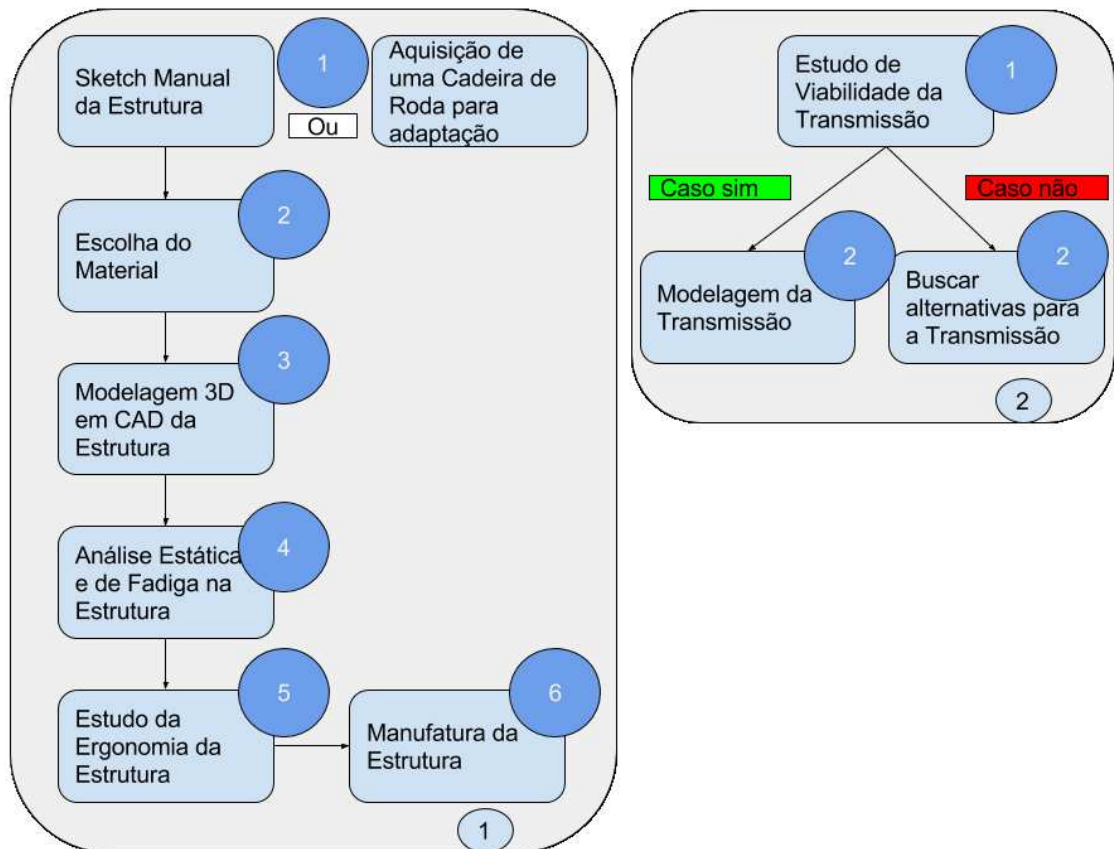 Sketch Manual
da Estrutura
1
Ou
Aquisição de
uma Cadeira de
Roda para
adaptação
2
Escolha do
Material
3
Modelagem 3D
em CAD da
Estrutura
4
Análise Estática
e de Fadiga na
Estrutura
5
Estudo da
Ergonomia da
Estrutura
6
Manufatura da
Estrutura
1
1
Estudo de
Viabilidade da
Transmissão
Caso sim
Caso não
2
Modelagem da
Transmissão
2
Buscar
alternativas para
a Transmissão
2